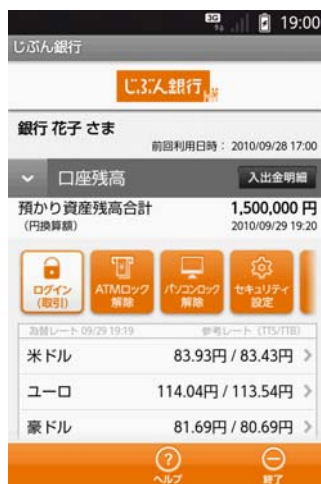 3G 19:00
じぶん銀行
じぶん銀行
銀行 花子 さま
前回利用日時： 2010/09/28 17:00
口座残高 入出金明細
預かり資産残高合計 1,500,000 円
(円換算額) 2010/09/29 19:20
ログイン (取引)
ATMロック 解除
パソコンロック 解除
セキュリティ 設定
為替レート 09/29 19:19 参考レート (TTS/TTB)
米ドル 83.93円 / 83.43円
ユーロ 114.04円 / 113.54円
豪ドル 81.69円 / 80.69円
ヘルプ 終了